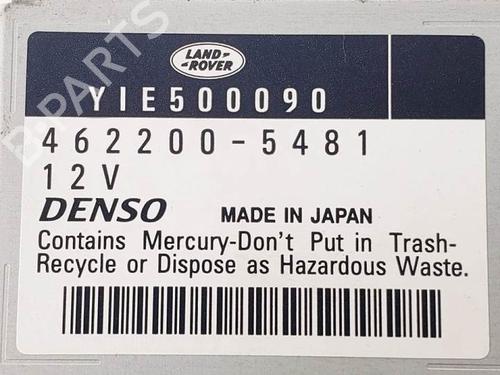 LAND-
-ROVER
YIE500090
462200-5481
12V
DENSO MADE IN JAPAN
Contains Mercury-Don't Put in Trash-
Recycle or Dispose as Hazardous Waste.
B-PARTS